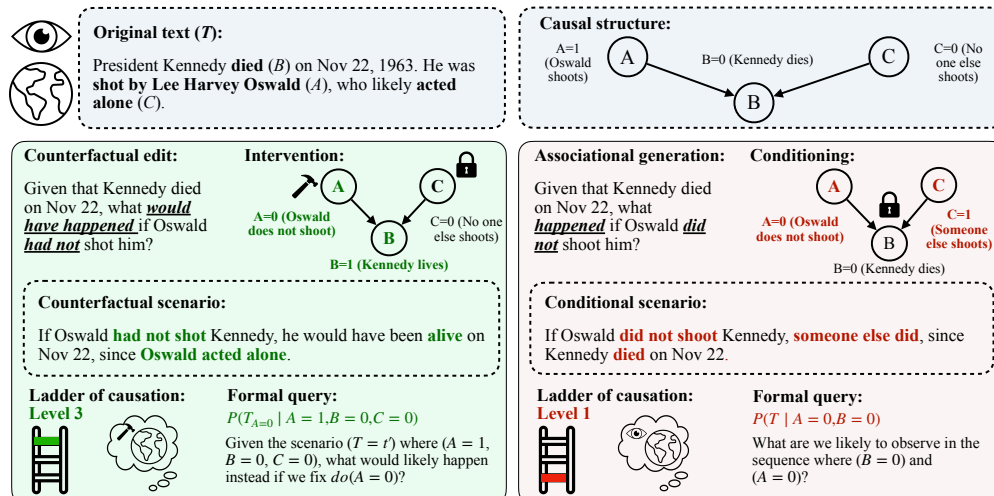 Original text (T):
President Kennedy died (B) on Nov 22, 1963. He was
shot by Lee Harvey Oswald (A), who likely acted
alone (C).
Causal structure:
A=1
(Oswald
shoots)
A
B=0 (Kennedy dies)
C
C=0 (No
one else
shoots)
B
Counterfactual edit:
Given that Kennedy died
on Nov 22, what would
have happened if Oswald
had not shot him?
Intervention:
A
C
A=0 (Oswald
does not shoot)
C=0 (No one
else shoots)
B
B=1 (Kennedy lives)
Counterfactual scenario:
If Oswald had not shot Kennedy, he would have been alive on
Nov 22, since Oswald acted alone.
Ladder of causation:
Level 3
Formal query:
P(T_{A=0} | A = 1,B = 0,C = 0)
Given the scenario (T = t′) where (A = 1,
B = 0, C = 0), what would likely happen
instead if we fix do(A = 0)?
Associational generation:
Given that Kennedy died
on Nov 22, what
happened if Oswald did
not shoot him?
Conditioning:
A
C
A=0 (Oswald
does not shoot)
C=1
(Someone
else shoots)
B
B=0 (Kennedy dies)
Conditional scenario:
If Oswald did not shoot Kennedy, someone else did, since
Kennedy died on Nov 22.
Ladder of causation:
Level 1
Formal query:
P(T | A = 0,B = 0)
What are we likely to observe in the
sequence where (B = 0) and
(A = 0)?